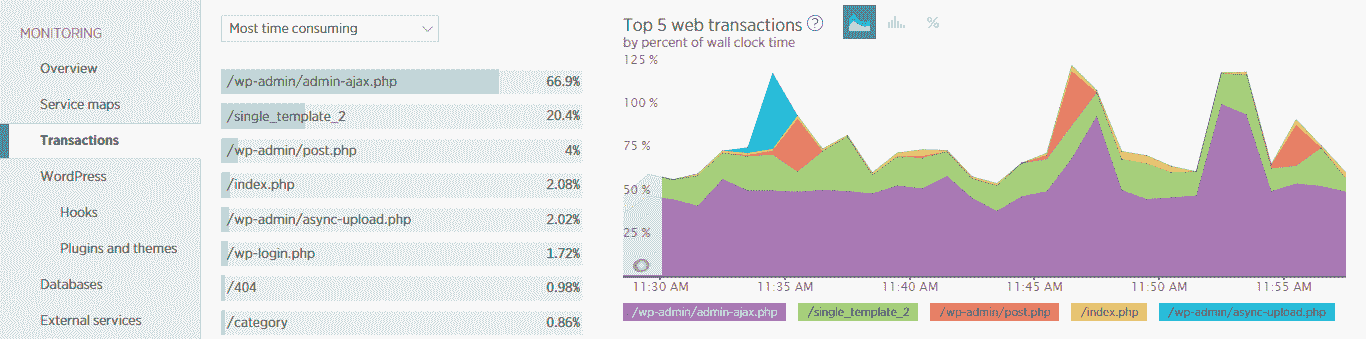 MONITORING
Overview
Service maps
Transactions
WordPress
Hooks
Plugins and themes
Databases
External services
Most time consuming
/wp-admin/admin-ajax.php 66.9%
/single_template_2 20.4%
/wp-admin/post.php 4%
/index.php 2.08%
/wp-admin/async-upload.php 2.02%
/wp-login.php 1.72%
/404 0.98%
/category 0.86%
Top 5 web transactions ? %
by percent of wall clock time
125 %
100 %
75 %
50 %
25 %
11:30 AM 11:35 AM 11:40 AM 11:45 AM 11:50 AM 11:55 AM
/wp-admin/admin-ajax.php /single_template_2 /wp-admin/post.php /index.php /wp-admin/async-upload.php